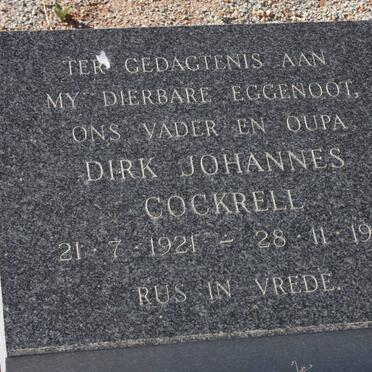 TER GEDAGTENIS AAN
MY DIERBARE EGGENOOT,
ONS VADER EN OUPA
DIRK JOHANNES
COCKRELL
21·7·1921 – 28·11·19
RUS IN VREDE.